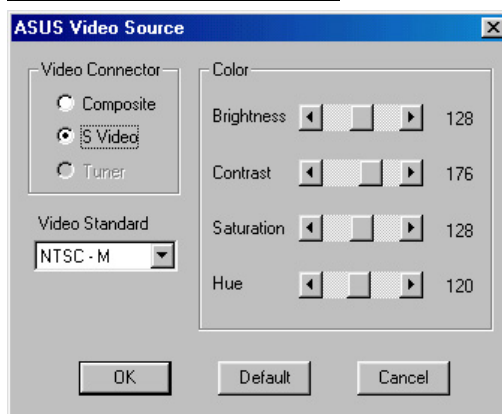 ASUS Video Source
Video Connector
Composite
S Video
Tuner
Video Standard
NTSC - M
Color
Brightness 128
Contrast 176
Saturation 128
Hue 120
OK Default Cancel